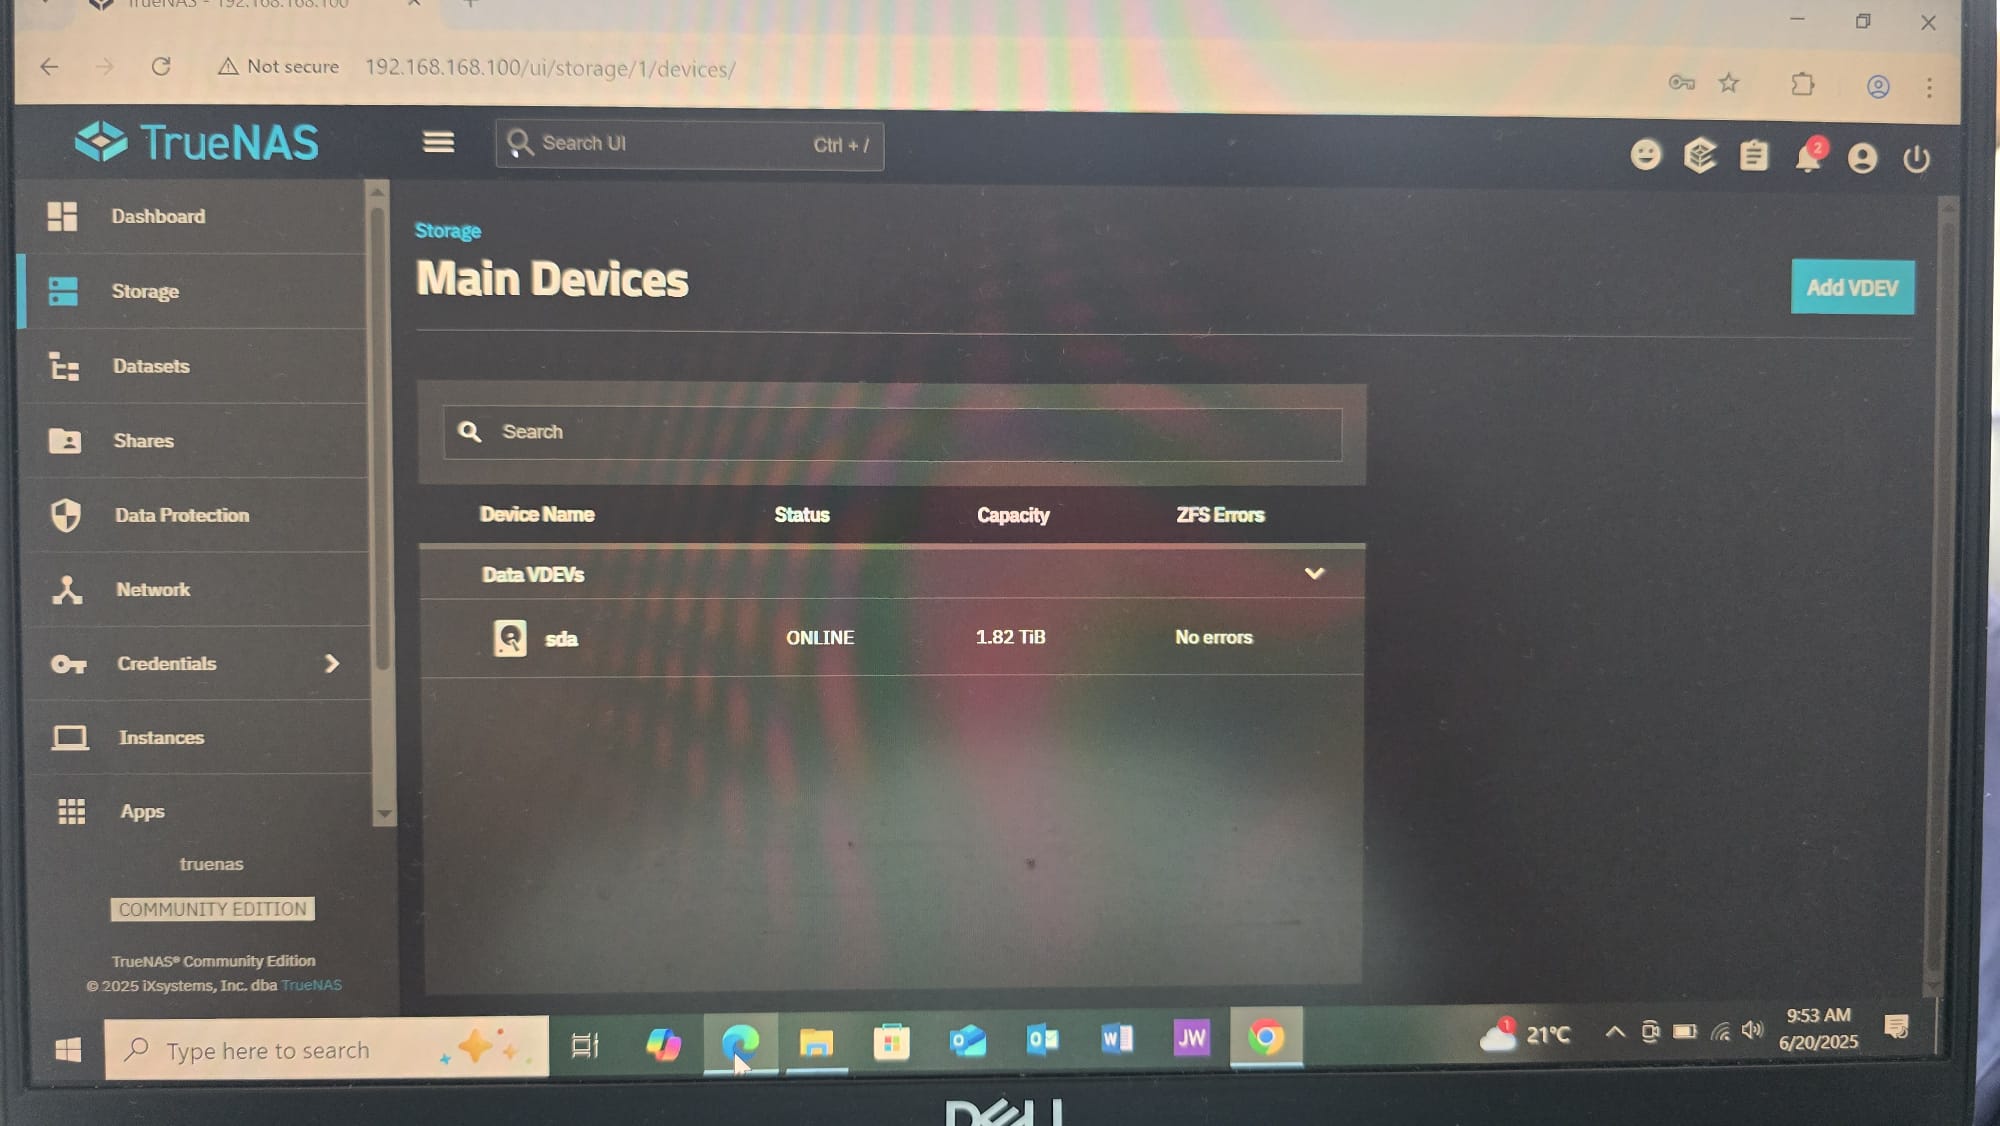 TrueNAS - 192.168.168.100
Not secure
192.168.168.100/ui/storage/1/devices/
TrueNAS
Search UI
Ctrl + /
2
Dashboard
Storage
Datasets
Shares
Data Protection
Network
Credentials
Instances
Apps
truenas
COMMUNITY EDITION
TrueNAS® Community Edition
© 2025 iXsystems, Inc. dba TrueNAS
Storage
Main Devices
Add VDEV
Search
Device Name Status Capacity ZFS Errors
Data VDEVs
sda ONLINE 1.82 TiB No errors
Type here to search
JW
1
21°C
9:53 AM
6/20/2025
DELL